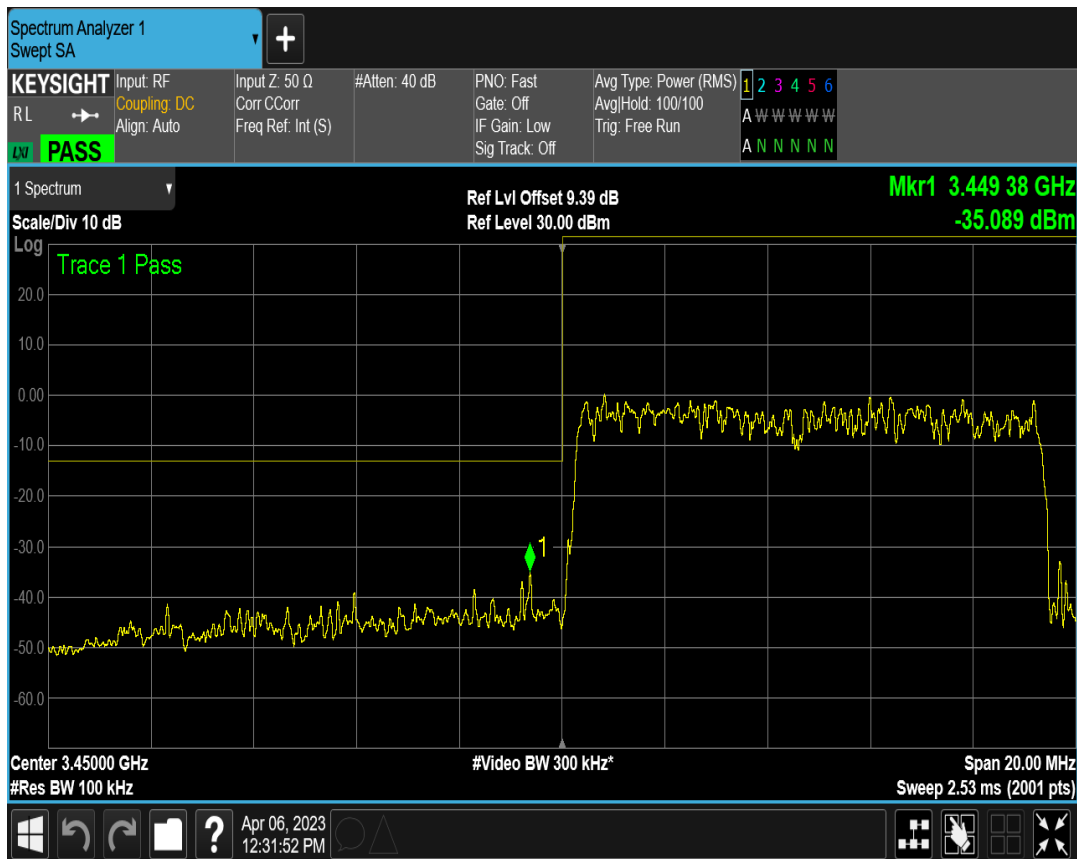 Spectrum Analyzer 1
Swept SA
+
KEYSIGHT
RL
LXI PASS
Input: RF
Coupling: DC
Align: Auto
Input Z: 50 Ω
Corr CCorr
Freq Ref: Int (S)
#Atten: 40 dB
PNO: Fast
Gate: Off
IF Gain: Low
Sig Track: Off
Avg Type: Power (RMS)
Avg|Hold: 100/100
Trig: Free Run
1 2 3 4 5 6
A W W W W W
A N N N N N
1 Spectrum
Scale/Div 10 dB
Ref Lvl Offset 9.39 dB
Ref Level 30.00 dBm
Mkr1 3.449 38 GHz
-35.089 dBm
Log
Trace 1 Pass
20.0
10.0
0.00
-10.0
-20.0
-30.0
1
-40.0
-50.0
-60.0
Center 3.45000 GHz
#Video BW 300 kHz*
Span 20.00 MHz
#Res BW 100 kHz
Sweep 2.53 ms (2001 pts)
?
Apr 06, 2023
12:31:52 PM